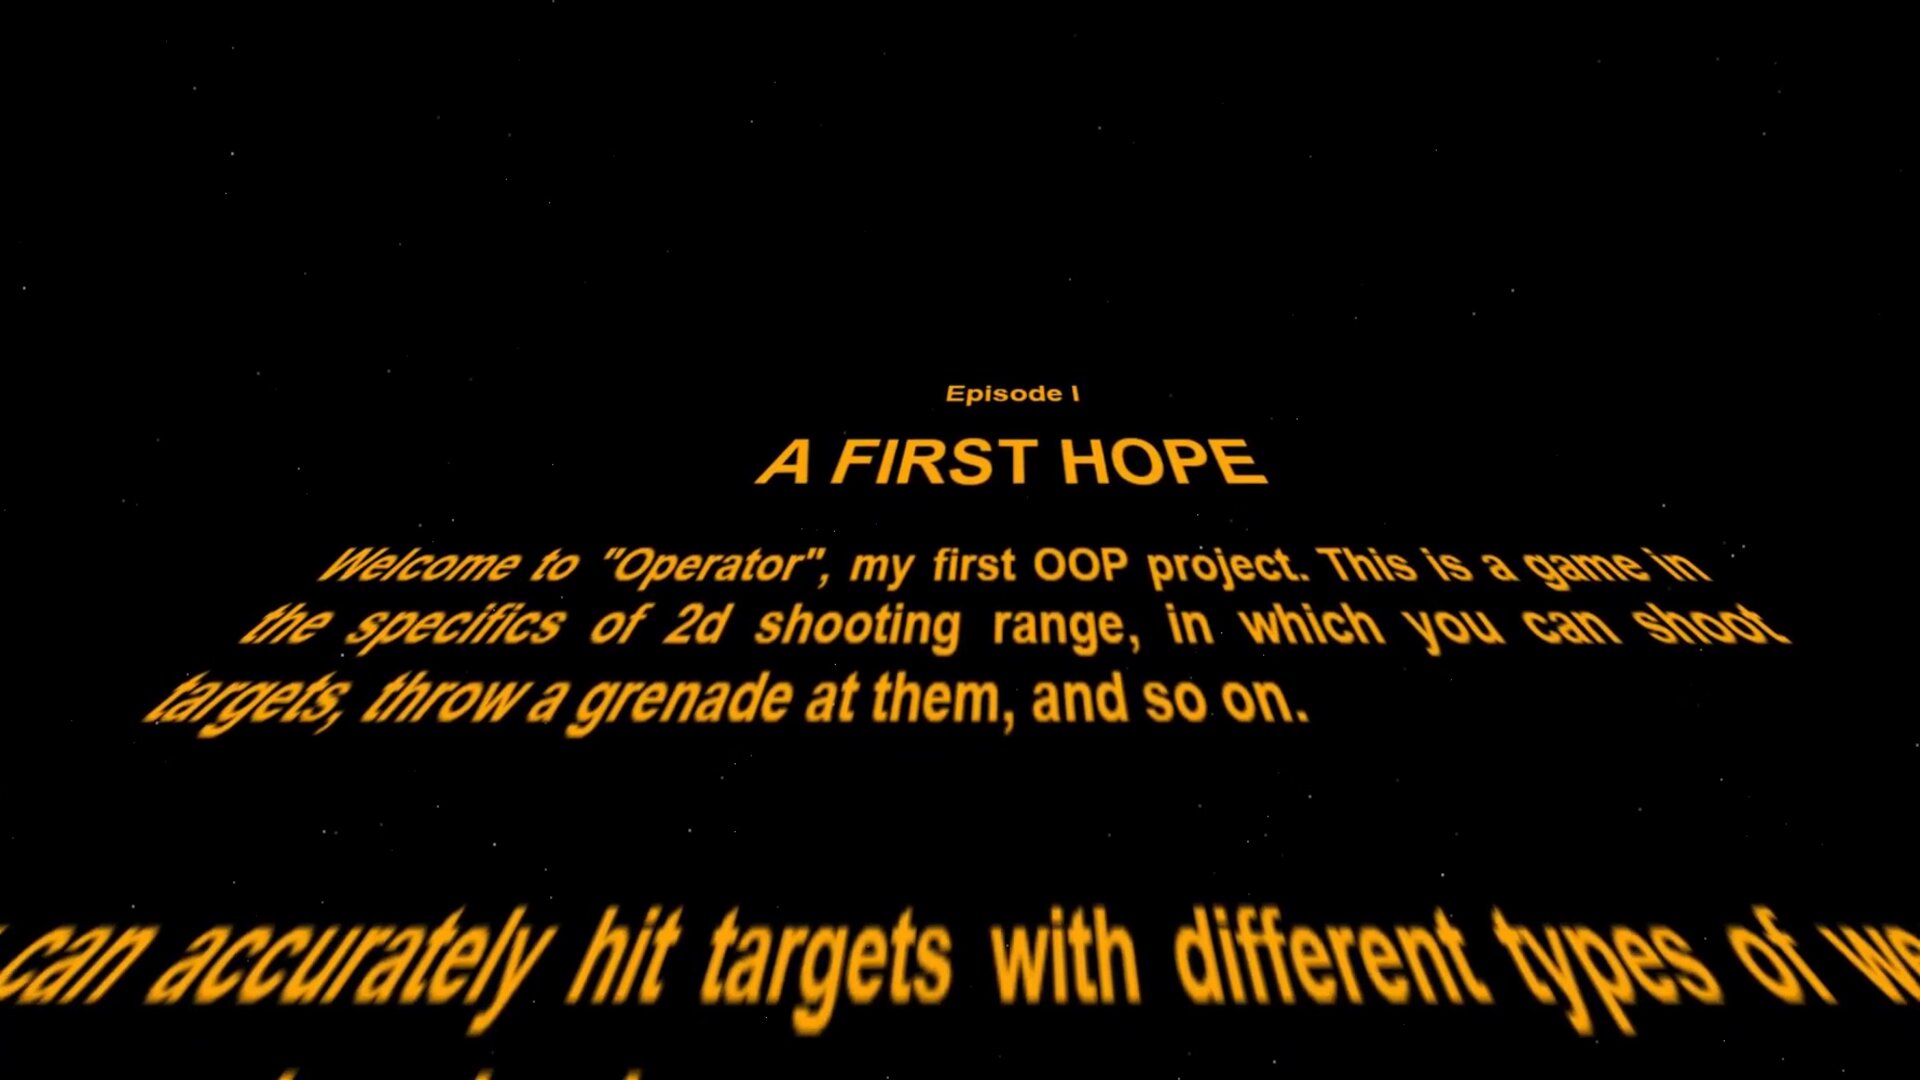 Episode I
A FIRST HOPE
Welcome to "Operator", my first OOP project. This is a game in
the specifics of 2d shooting range, in which you can shoot
targets, throw a grenade at them, and so on.
can accurately hit targets with different types of